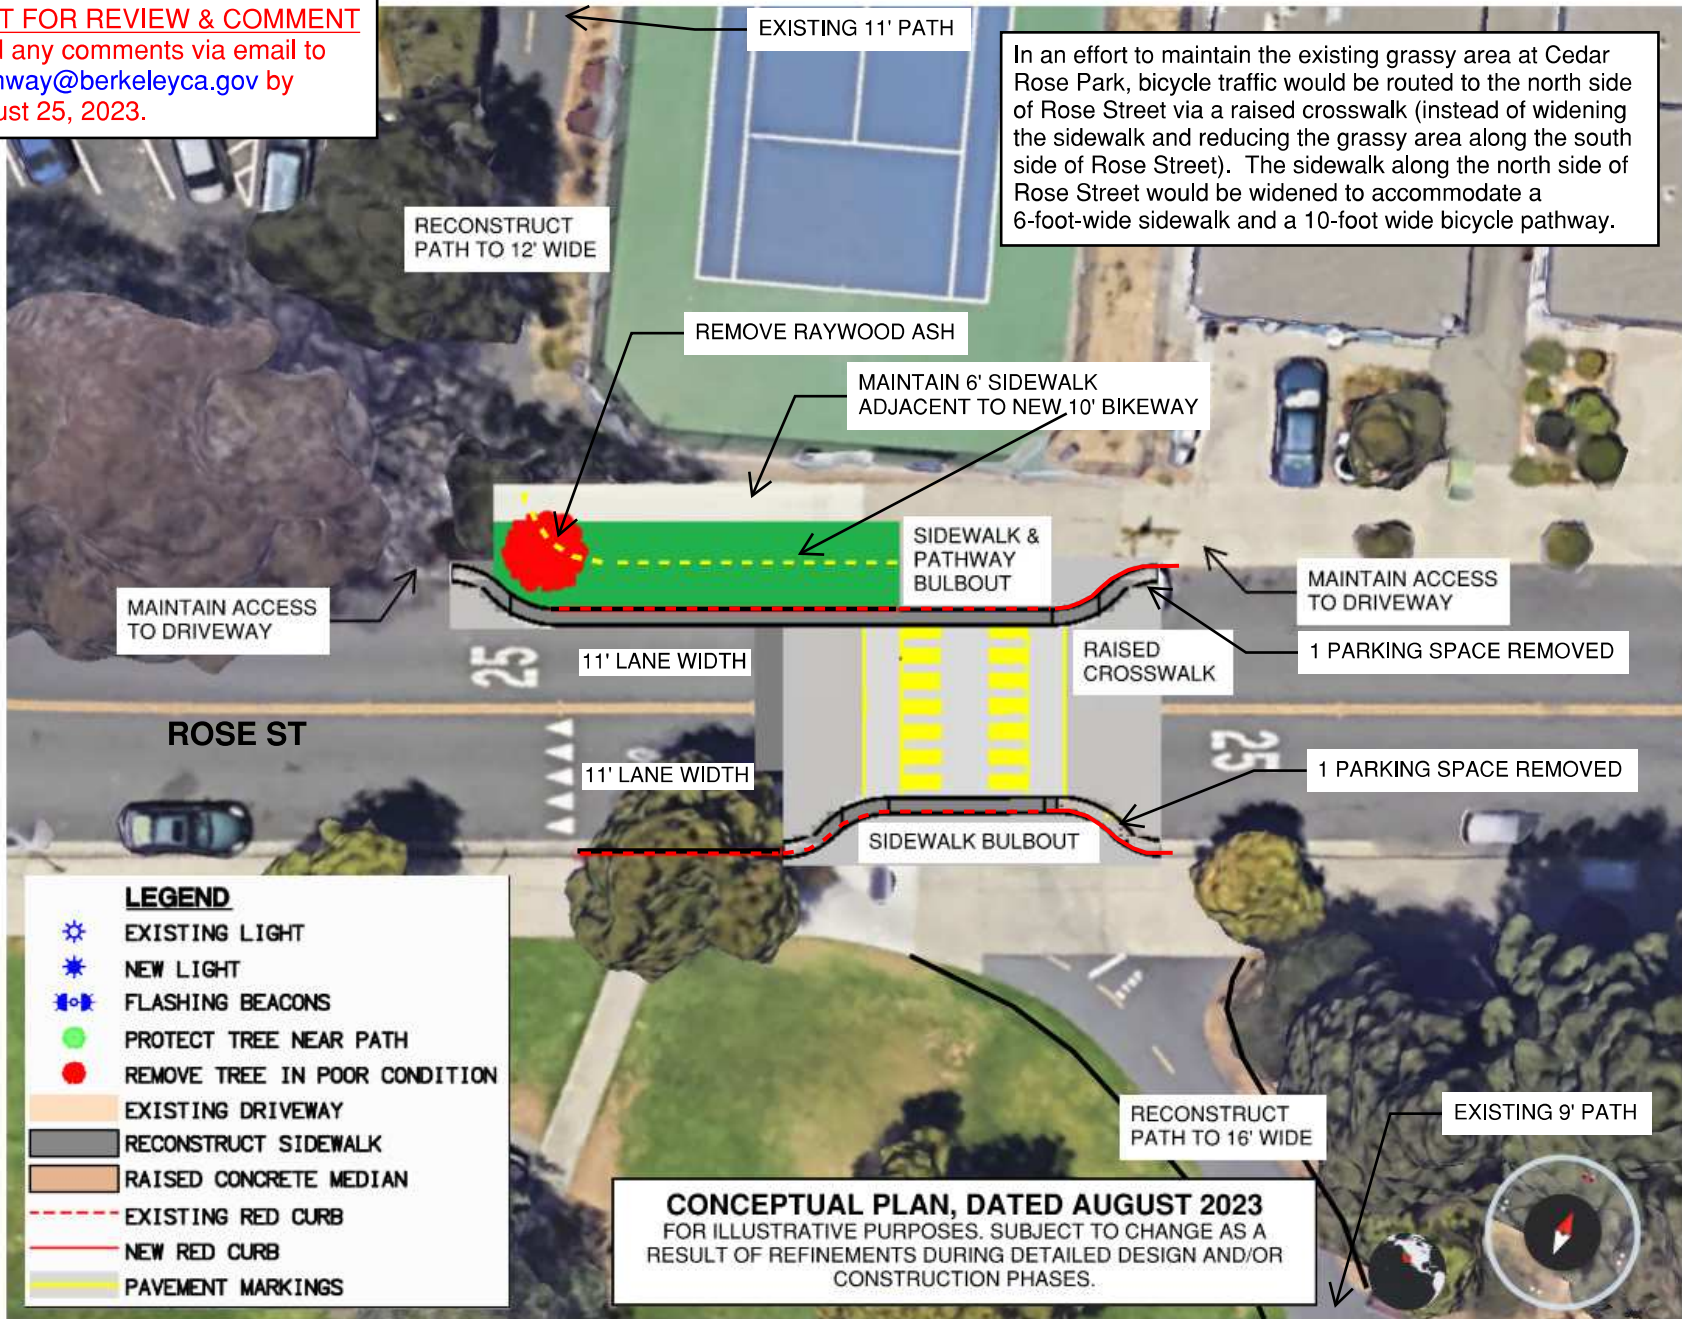 T FOR REVIEW & COMMENT
any comments via email to
way@berkeleyca.gov by
ust 25, 2023.
EXISTING 11' PATH
In an effort to maintain the existing grassy area at Cedar
Rose Park, bicycle traffic would be routed to the north side
of Rose Street via a raised crosswalk (instead of widening
the sidewalk and reducing the grassy area along the south
side of Rose Street). The sidewalk along the north side of
Rose Street would be widened to accommodate a
6-foot-wide sidewalk and a 10-foot wide bicycle pathway.
RECONSTRUCT
PATH TO 12' WIDE
REMOVE RAYWOOD ASH
MAINTAIN 6' SIDEWALK
ADJACENT TO NEW 10' BIKEWAY
SIDEWALK &
PATHWAY
BULBOUT
MAINTAIN ACCESS
TO DRIVEWAY
MAINTAIN ACCESS
TO DRIVEWAY
11' LANE WIDTH
25
RAISED
CROSSWALK
1 PARKING SPACE REMOVED
ROSE ST
11' LANE WIDTH
25
1 PARKING SPACE REMOVED
SIDEWALK BULBOUT
STOP
LEGEND
EXISTING LIGHT
NEW LIGHT
FLASHING BEACONS
PROTECT TREE NEAR PATH
REMOVE TREE IN POOR CONDITION
EXISTING DRIVEWAY
RECONSTRUCT SIDEWALK
RAISED CONCRETE MEDIAN
EXISTING RED CURB
NEW RED CURB
PAVEMENT MARKINGS
RECONSTRUCT
PATH TO 16' WIDE
EXISTING 9' PATH
CONCEPTUAL PLAN, DATED AUGUST 2023
FOR ILLUSTRATIVE PURPOSES. SUBJECT TO CHANGE AS A
RESULT OF REFINEMENTS DURING DETAILED DESIGN AND/OR
CONSTRUCTION PHASES.